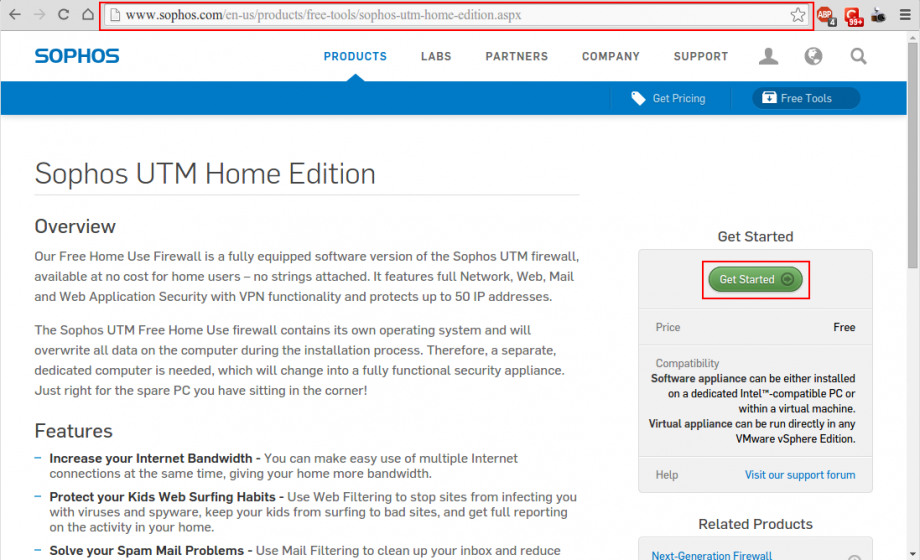 www.sophos.com/en-us/products/free-tools/sophos-utm-home-edition.aspx
ABP 4 99+
SOPHOS PRODUCTS LABS PARTNERS COMPANY SUPPORT
Get Pricing Free Tools
Sophos UTM Home Edition
Overview
Our Free Home Use Firewall is a fully equipped software version of the Sophos UTM firewall,
available at no cost for home users – no strings attached. It features full Network, Web, Mail
and Web Application Security with VPN functionality and protects up to 50 IP addresses.
The Sophos UTM Free Home Use firewall contains its own operating system and will
overwrite all data on the computer during the installation process. Therefore, a separate,
dedicated computer is needed, which will change into a fully functional security appliance.
Just right for the spare PC you have sitting in the corner!
Features
– Increase your Internet Bandwidth - You can make easy use of multiple Internet
connections at the same time, giving your home more bandwidth.
– Protect your Kids Web Surfing Habits - Use Web Filtering to stop sites from infecting you
with viruses and spyware, keep your kids from surfing to bad sites, and get full reporting
on the activity in your home.
– Solve your Spam Mail Problems - Use Mail Filtering to clean up your inbox and reduce
Get Started
Get Started
Price Free
Compatibility
Software appliance can be either installed
on a dedicated Intel™-compatible PC or
within a virtual machine.
Virtual appliance can be run directly in any
VMware vSphere Edition.
Help Visit our support forum
Related Products
Next-Generation Firewall